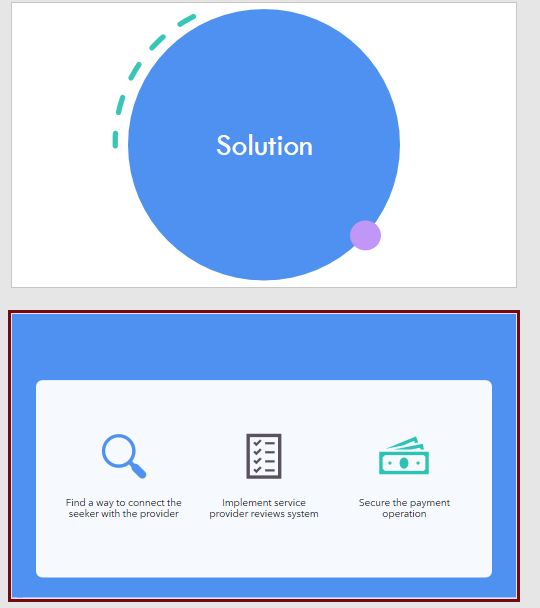 Solution
Find a way to connect the
seeker with the provider
Implement service
provider reviews system
Secure the payment
operation